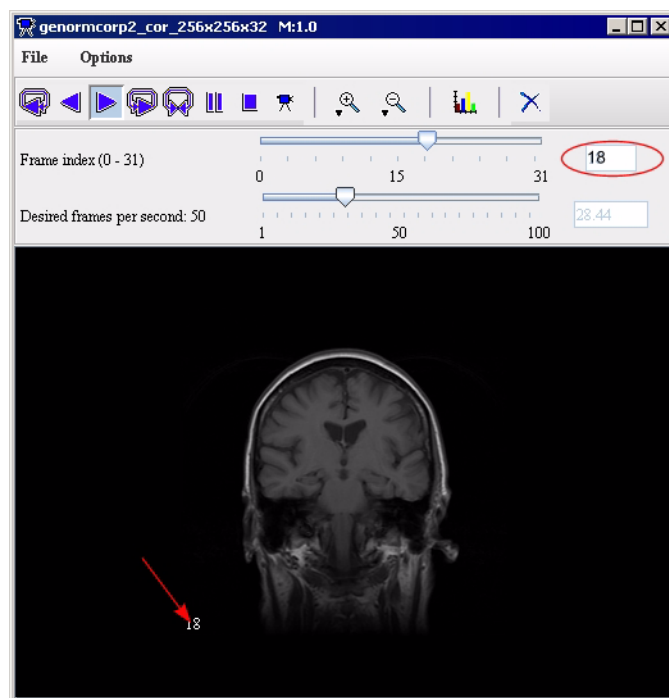 genormcorp2_cor_256x256x32 M:1.0
File Options
Frame index (0 - 31)
18
0 15 31
Desired frames per second: 50
28.44
1 50 100
18